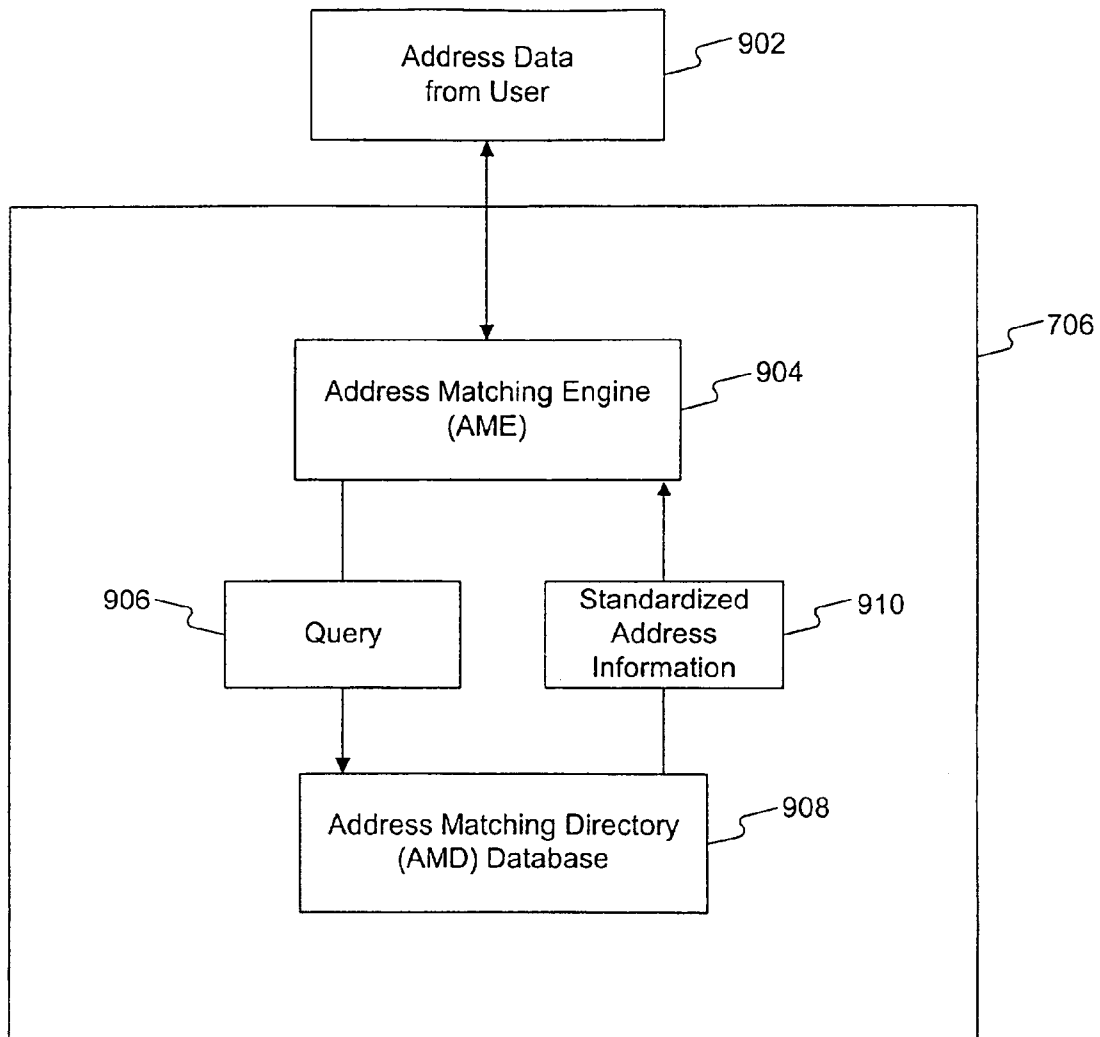 Address Data
from User
902
706
Address Matching Engine
(AME)
904
906
Query
Standardized
Address
Information
910
Address Matching Directory
(AMD) Database
908